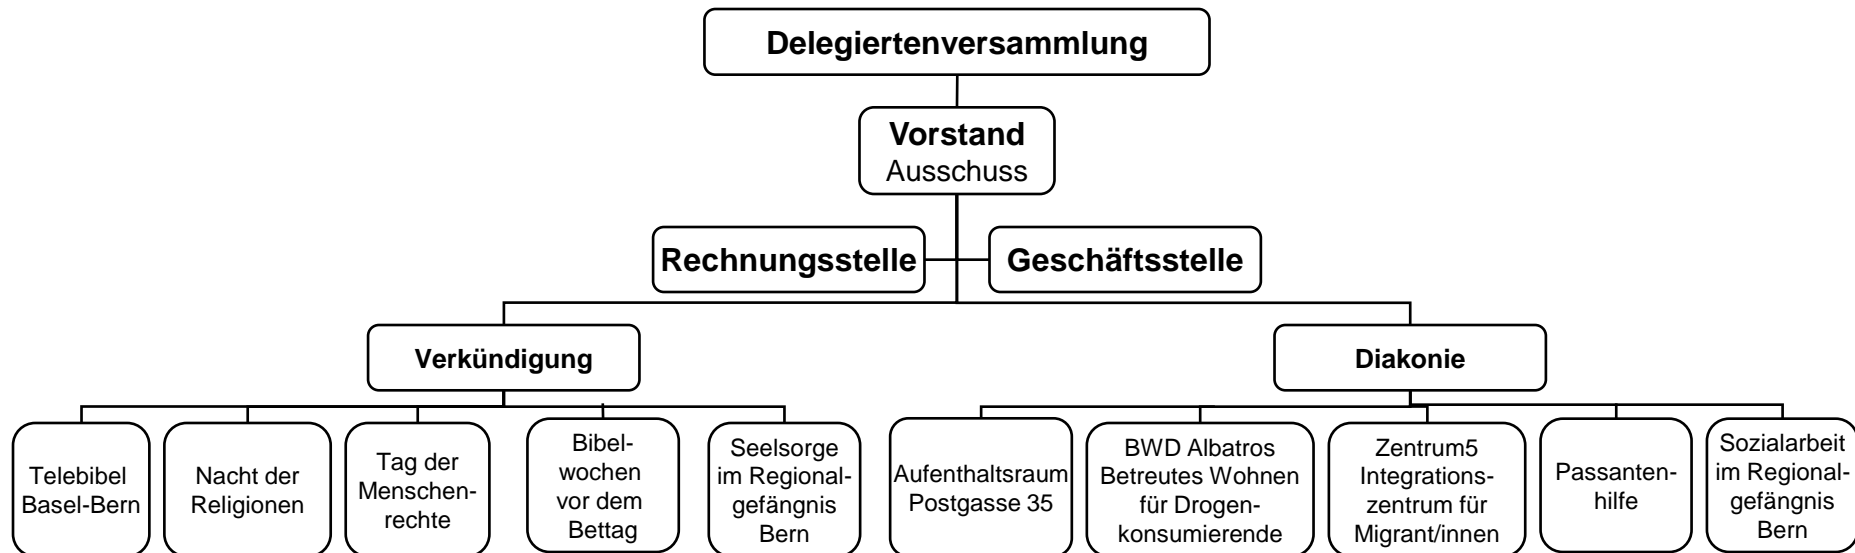 Delegiertenversammlung
Vorstand
Ausschuss
Rechnungsstelle
Geschäftsstelle
Verkündigung
Diakonie
Telebibel
Basel-Bern
Nacht der
Religionen
Tag der
Menschen-
rechte
Bibel-
wochen
vor dem
Bettag
Seelsorge
im Regional-
gefängnis
Bern
Aufenthaltsraum
Postgasse 35
BWD Albatros
Betreutes Wohnen
für Drogen-
konsumierende
Zentrum5
Integrations-
zentrum für
Migrant/innen
Passanten-
hilfe
Sozialarbeit
im Regional-
gefängnis
Bern